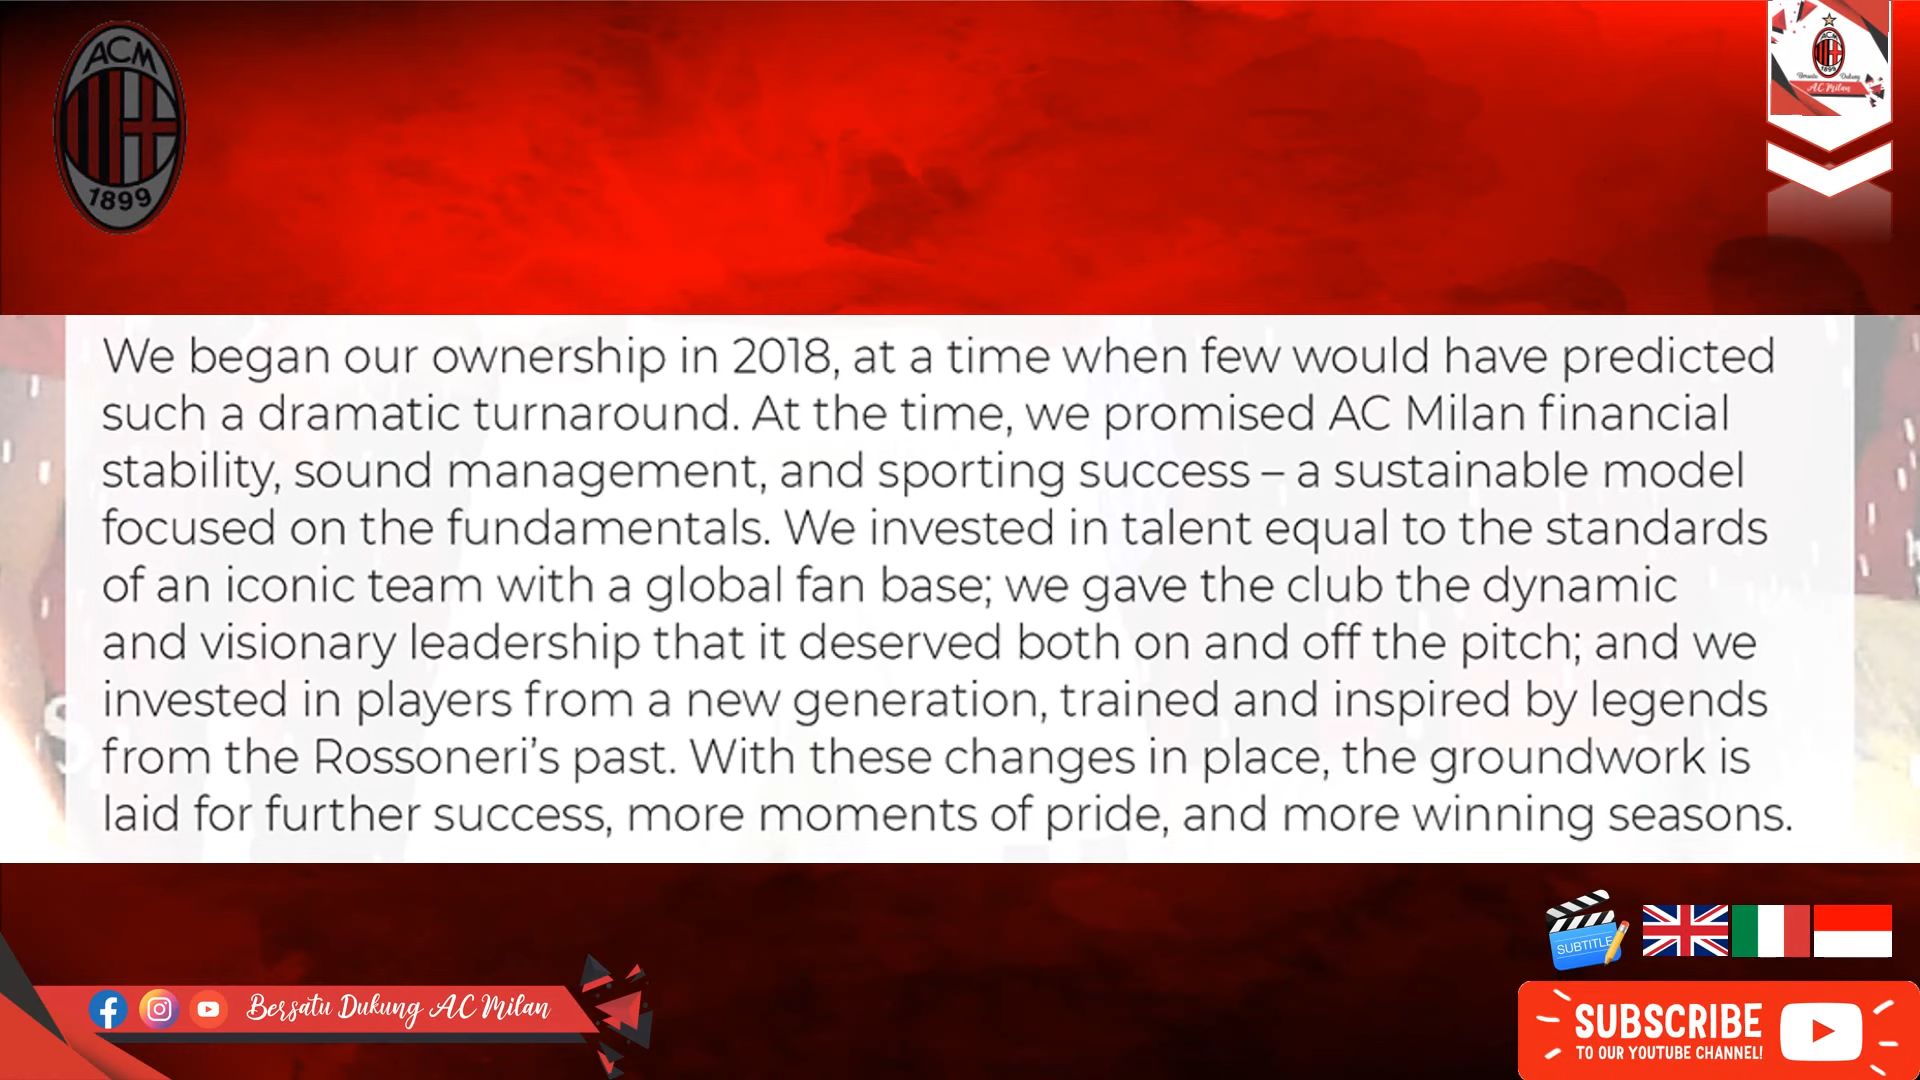 ACM
1899
ACM
1899
Bersatu Dukung
AC Milan
We began our ownership in 2018, at a time when few would have predicted
such a dramatic turnaround. At the time, we promised AC Milan financial
stability, sound management, and sporting success – a sustainable model
focused on the fundamentals. We invested in talent equal to the standards
of an iconic team with a global fan base; we gave the club the dynamic
and visionary leadership that it deserved both on and off the pitch; and we
invested in players from a new generation, trained and inspired by legends
from the Rossoneri’s past. With these changes in place, the groundwork is
laid for further success, more moments of pride, and more winning seasons.
SUBTITLE
Bersatu Dukung AC Milan
SUBSCRIBE
TO OUR YOUTUBE CHANNEL!